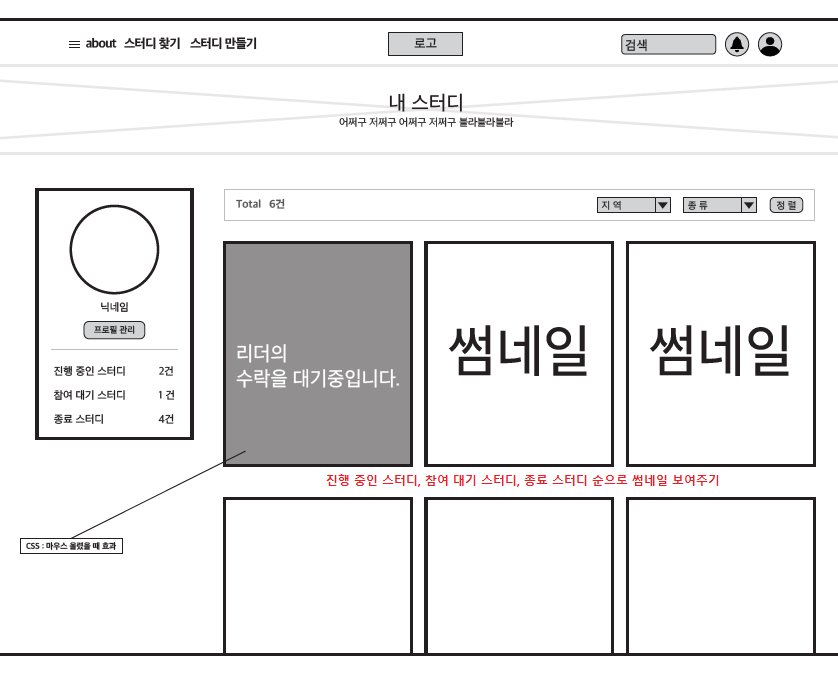 about 스터디 찾기 스터디 만들기 로고 검색
내 스터디
어쩌구 저쩌구 어쩌구 저쩌구 블라블라블라
닉네임
프로필 관리
진행 중인 스터디 2건
참여 대기 스터디 1 건
종료 스터디 4건
Total 6건 지역 종류 정렬
리더의
수락을 대기중입니다.
썸네일 썸네일
진행 중인 스터디, 참여 대기 스터디, 종료 스터디 순으로 썸네일 보여주기
CSS : 마우스 올렸을 때 효과